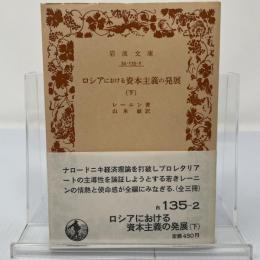 岩波文庫
34-135-2
ロシアにおける資本主義の発展
(下)
レーニン著
山本敏訳
ナロードニキ経済理論を打破しプロレタリア
ートの主導性を論証しようとする若きレーニ
ンの情熱と使命感が全編にみなぎる。(全三冊)
白 135-2
ロシアにおける
資本主義の発展(下)
定価450円